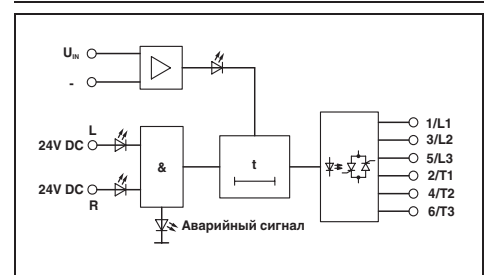 U_IN
-
L
24V DC
24V DC
R
&
t
Аварийный сигнал
1/L1
3/L2
5/L3
2/T1
4/T2
6/T3